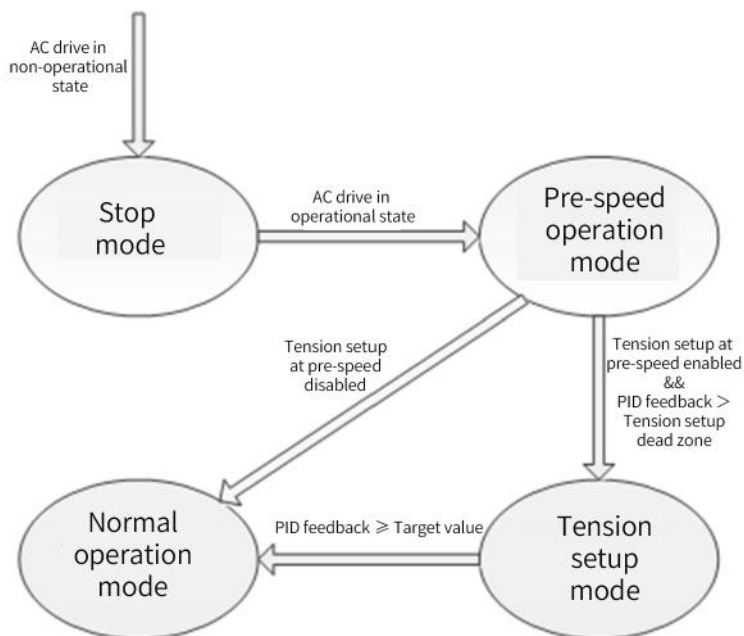 AC drive in
non-operational
state
Stop
mode
AC drive in
operational state
Pre-speed
operation
mode
Tension setup
at pre-speed
disabled
Tension setup at
pre-speed enabled
&&
PID feedback >
Tension setup
dead zone
Normal
operation
mode
PID feedback ≥ Target value
Tension
setup
mode